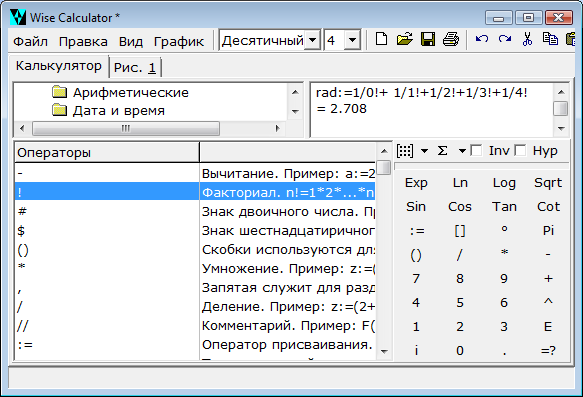 Wise Calculator *
Файл Правка Вид График Десятичный 4
Калькулятор Рис. 1
Арифметические
Дата и время
rad:=1/0!+ 1/1!+1/2!+1/3!+1/4!
= 2.708
Операторы
- Вычитание. Пример: a:=2
! Факториал. n!=1*2*...*n
# Знак двоичного числа. Пр
$ Знак шестнадцатиричног
() Скобки используются для
* Умножение. Пример: z:=(
, Запятая служит для разд
/ Деление. Пример: z:=(2+
// Комментарий. Пример: F(
:= Оператор присваивания.
Σ Inv Hyp
Exp Ln Log Sqrt
Sin Cos Tan Cot
:= [] ° Pi
() / * -
7 8 9 +
4 5 6 ^
1 2 3 E
i 0 . =?